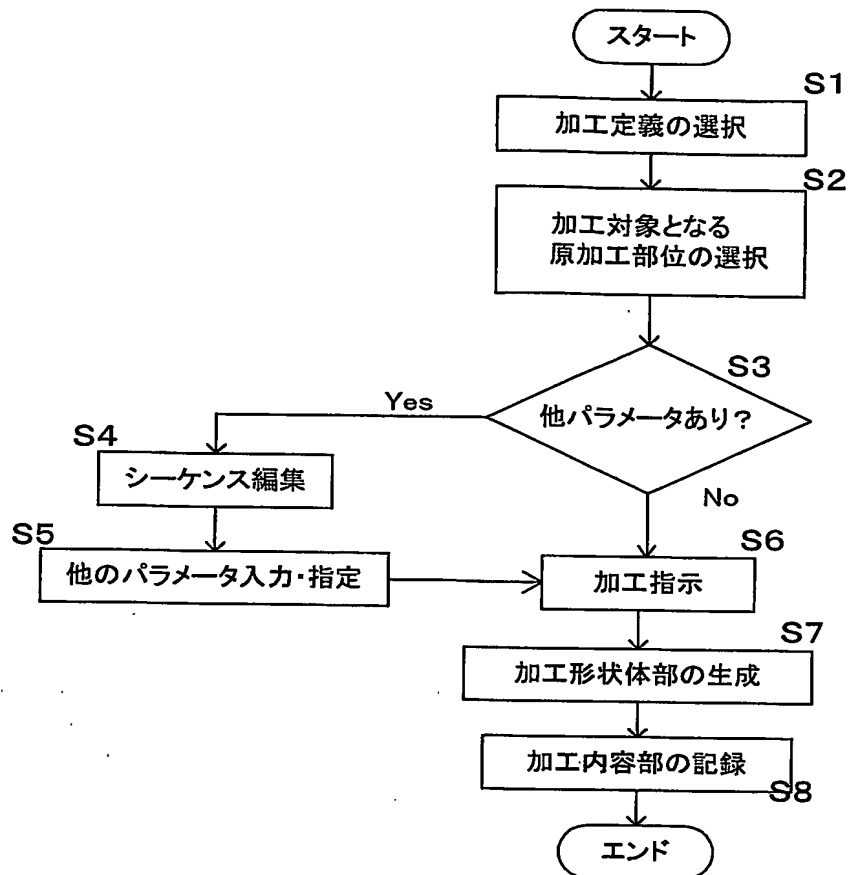 スタート
S1
加工定義の選択
S2
加工対象となる
原加工部位の選択
S3
他パラメータあり?
Yes
No
S4
シーケンス編集
S5
他のパラメータ入力・指定
S6
加工指示
S7
加工形状体部の生成
加工内容部の記録
S8
エンド